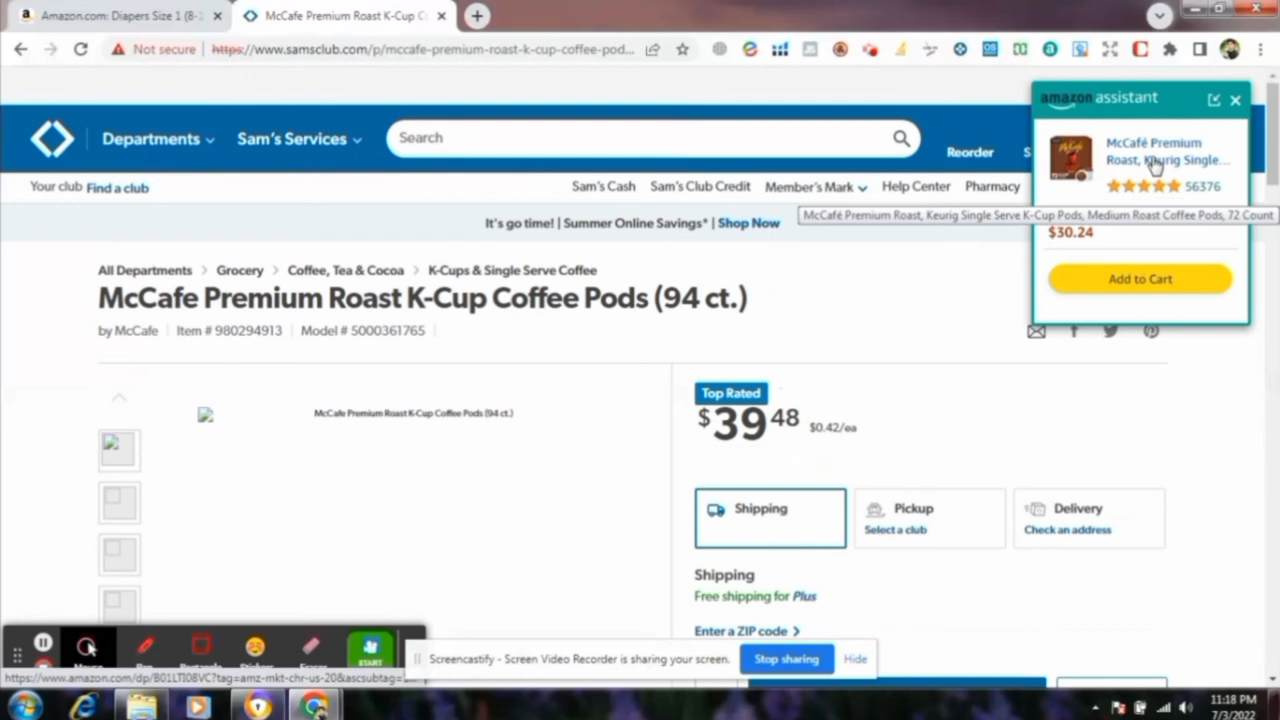 Amazon.com: Diapers Size 1 (8-1
McCafe Premium Roast K-Cup Co
Not secure
https://www.samsclub.com/p/mccafe-premium-roast-k-cup-coffee-pod...
amazon assistant
McCafé Premium
Roast, Keurig Single...
56376
McCafé Premium Roast, Keurig Single Serve K-Cup Pods, Medium Roast Coffee Pods, 72 Count
$30.24
Add to Cart
Departments
Sam's Services
Search
Reorder
S
Your club Find a club
Sam's Cash
Sam's Club Credit
Member's Mark
Help Center
Pharmacy
It's go time! | Summer Online Savings* | Shop Now
All Departments > Grocery > Coffee, Tea & Cocoa > K-Cups & Single Serve Coffee
McCafe Premium Roast K-Cup Coffee Pods (94 ct.)
by McCafe | Item # 980294913 | Model # 5000361765
McCafe Premium Roast K-Cup Coffee Pods (94 ct.)
Top Rated
$39 48 $0.42/ea
Shipping
Pickup
Select a club
Delivery
Check an address
Shipping
Free shipping for Plus
Enter a ZIP code >
START
Screencastify - Screen Video Recorder is sharing your screen.
Stop sharing
Hide
https://www.amazon.com/dp/B01LTI08VC?tag=amz-mkt-chr-us-20&ascsubtag=
11:18 PM
7/3/2022